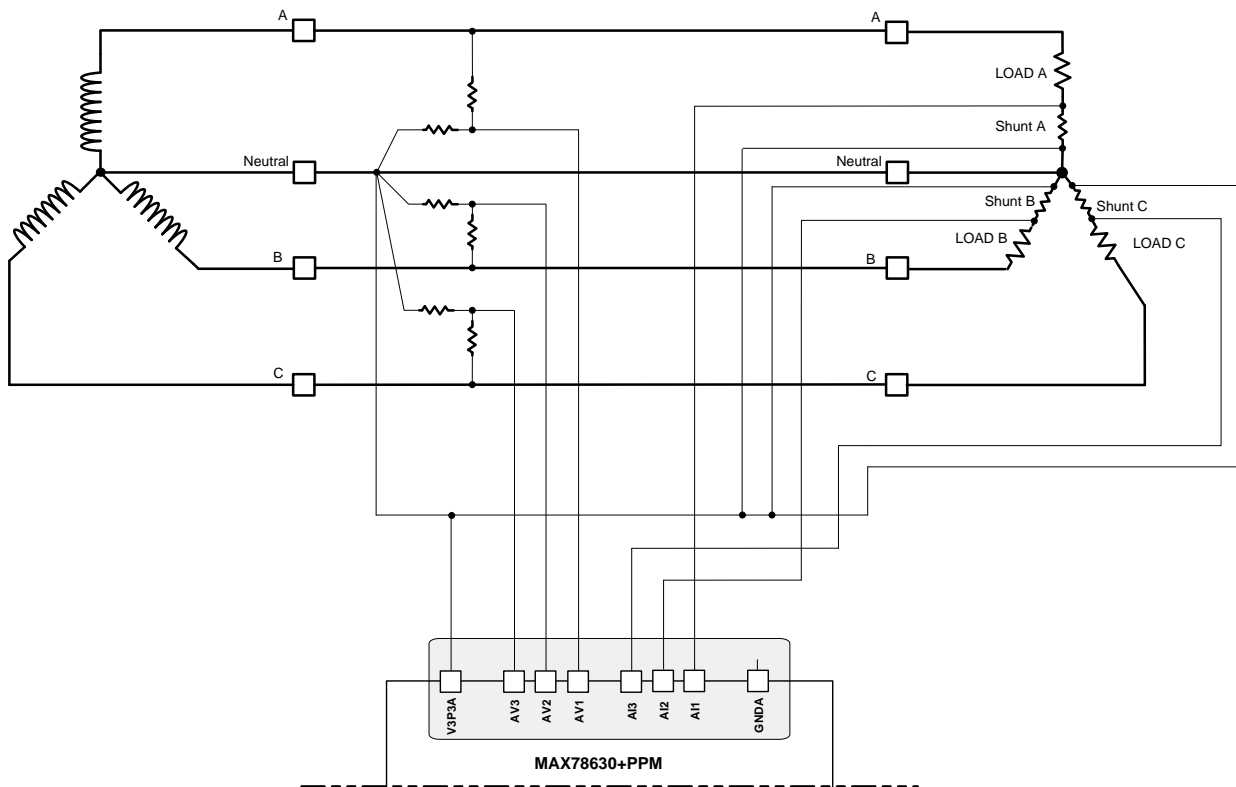 A
A
LOAD A
Shunt A
Neutral
Neutral
Shunt B
Shunt C
LOAD B
LOAD C
B
B
C
C
V3P3A
AV3
AV2
AV1
AI3
AI2
AI1
GNDA
MAX78630+PPM